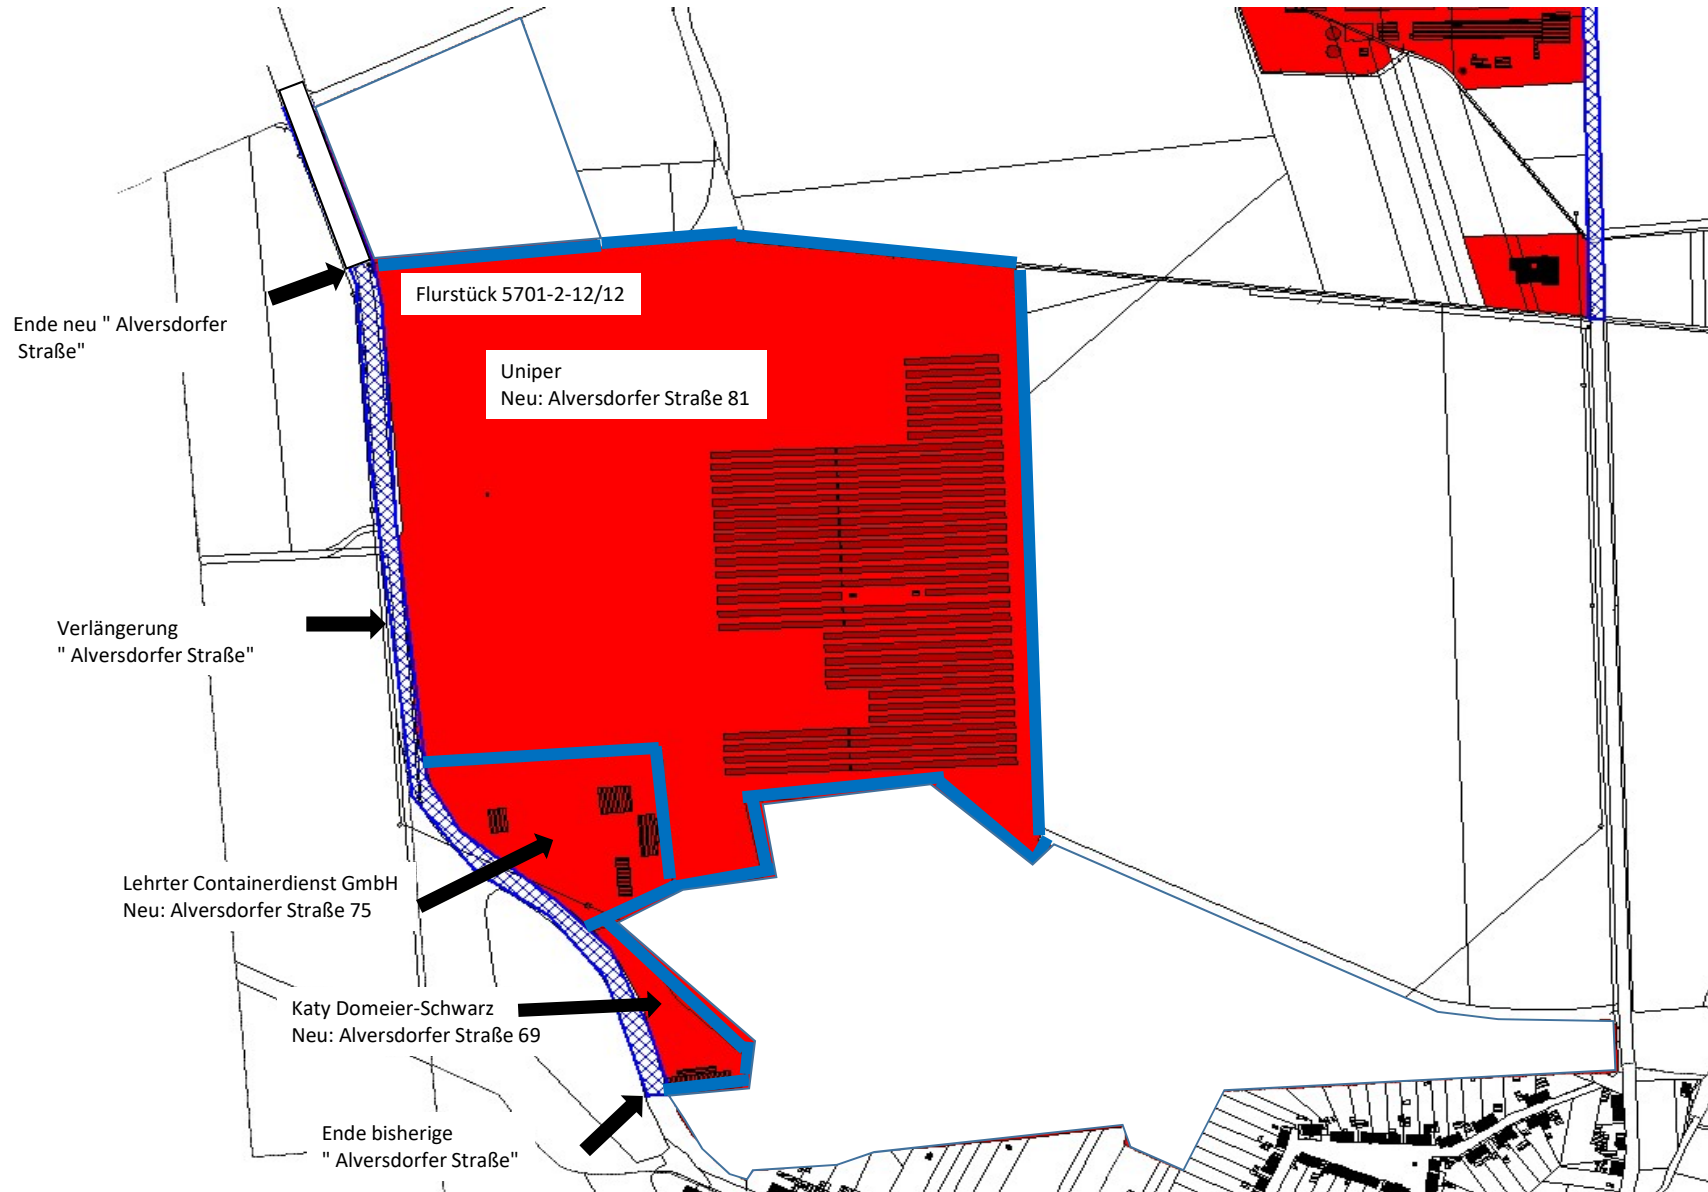 Flurstück 5701-2-12/12
Ende neu " Alversdorfer
Straße"
Uniper
Neu: Alversdorfer Straße 81
Verlängerung
" Alversdorfer Straße"
Lehrter Containerdienst GmbH
Neu: Alversdorfer Straße 75
Katy Domeier-Schwarz
Neu: Alversdorfer Straße 69
Ende bisherige
" Alversdorfer Straße"